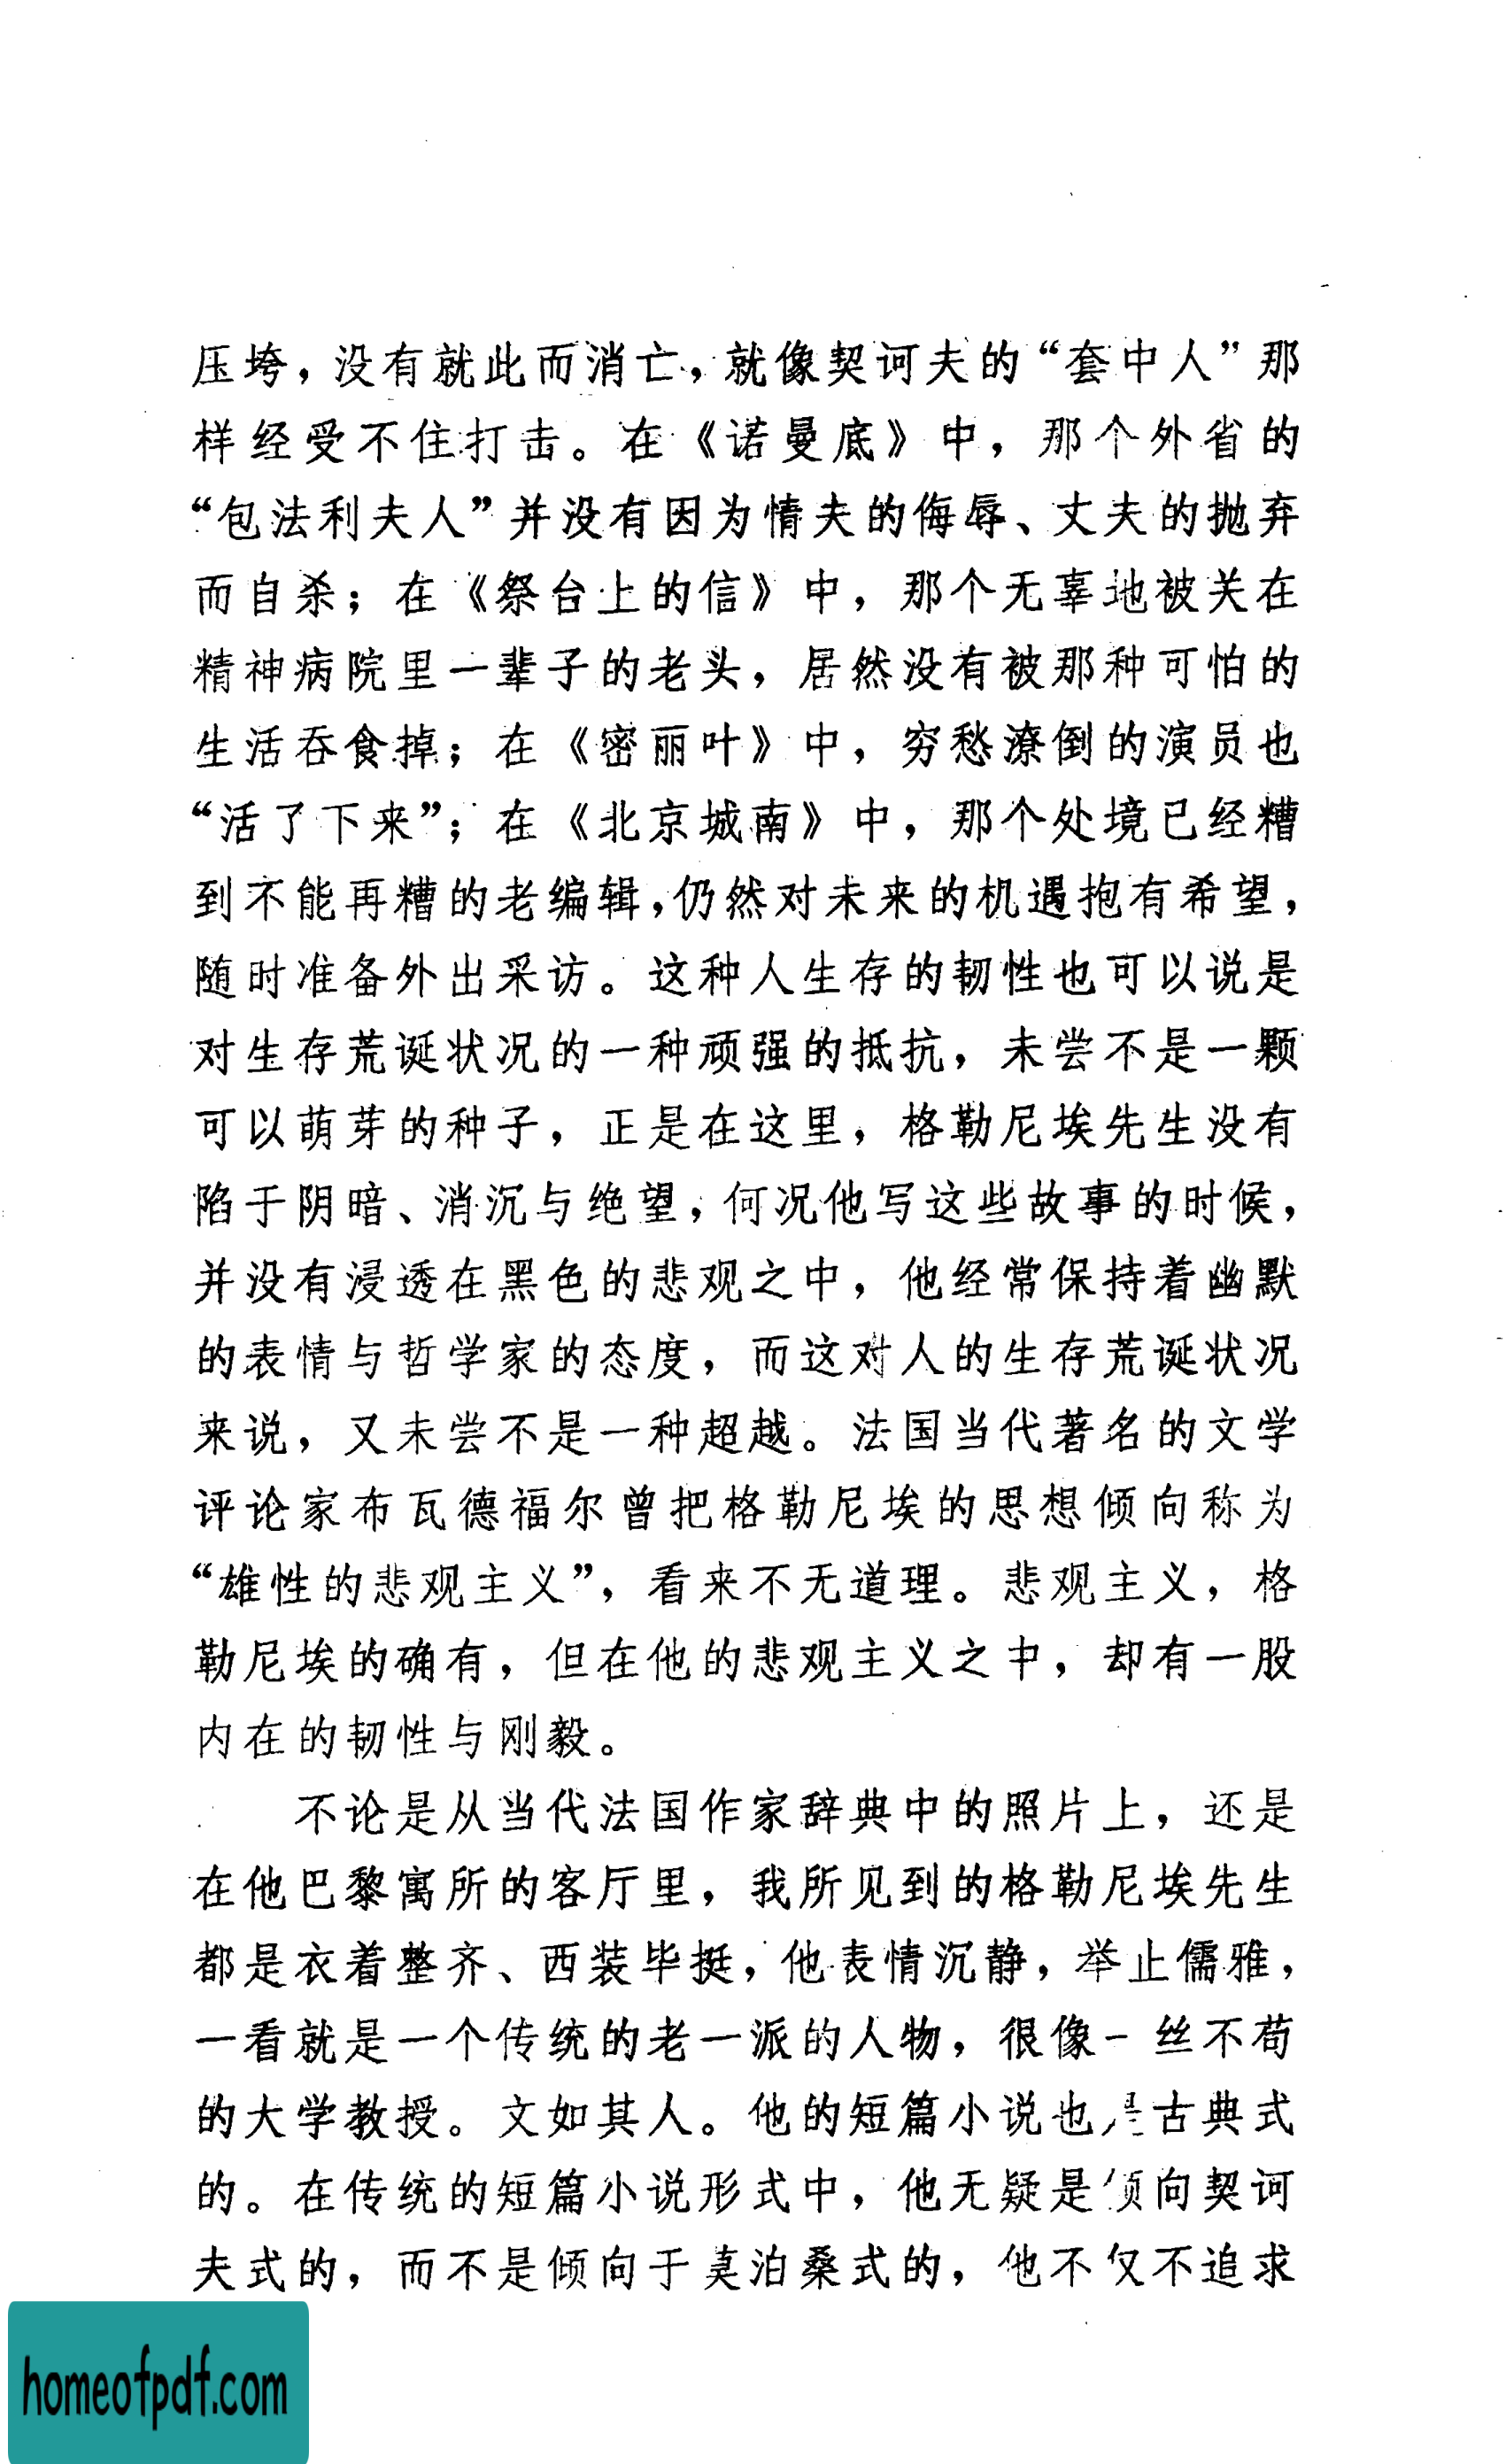 压垮，没有就此而消亡，就像契诃夫的“套中人”那
样经受不住打击。在《诺曼底》中，那个外省的
“包法利夫人”并没有因为情夫的侮辱、丈夫的抛弃
而自杀；在《祭台上的信》中，那个无辜地被关在
精神病院里一辈子的老头，居然没有被那种可怕的
生活吞食掉；在《密丽叶》中，穷愁潦倒的演员也
“活了下来”；在《北京城南》中，那个处境已经糟
到不能再糟的老编辑，仍然对未来的机遇抱有希望，
随时准备外出采访。这种人生存的韧性也可以说是
对生存荒诞状况的一种顽强的抵抗，未尝不是一颗
可以萌芽的种子，正是在这里，格勒尼埃先生没有
陷于阴暗、消沉与绝望，何况他写这些故事的时候，
并没有浸透在黑色的悲观之中，他经常保持着幽默
的表情与哲学家的态度，而这对人的生存荒诞状况
来说，又未尝不是一种超越。法国当代著名的文学
评论家布瓦德福尔曾把格勒尼埃的思想倾向称为
“雄性的悲观主义”，看来不无道理。悲观主义，格
勒尼埃的确有，但在他的悲观主义之中，却有一股
内在的韧性与刚毅。
不论是从当代法国作家辞典中的照片上，还是
在他巴黎寓所的客厅里，我所见到的格勒尼埃先生
都是衣着整齐、西装毕挺，他表情沉静，举止儒雅，
一看就是一个传统的老一派的人物，很像一丝不苟
的大学教授。文如其人。他的短篇小说也是古典式
的。在传统的短篇小说形式中，他无疑是倾向契诃
夫式的，而不是倾向于莫泊桑式的，他不仅不追求
homeofpdf.com